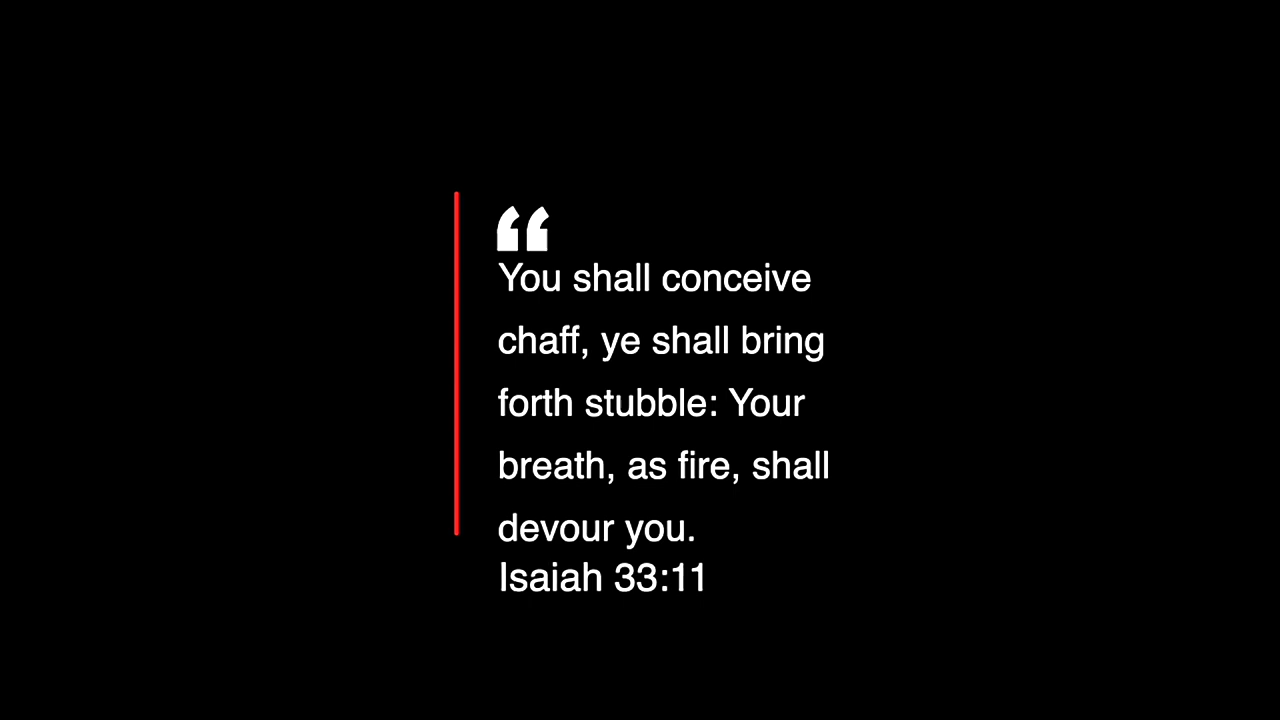 “
You shall conceive
chaff, ye shall bring
forth stubble: Your
breath, as fire, shall
devour you.
Isaiah 33:11